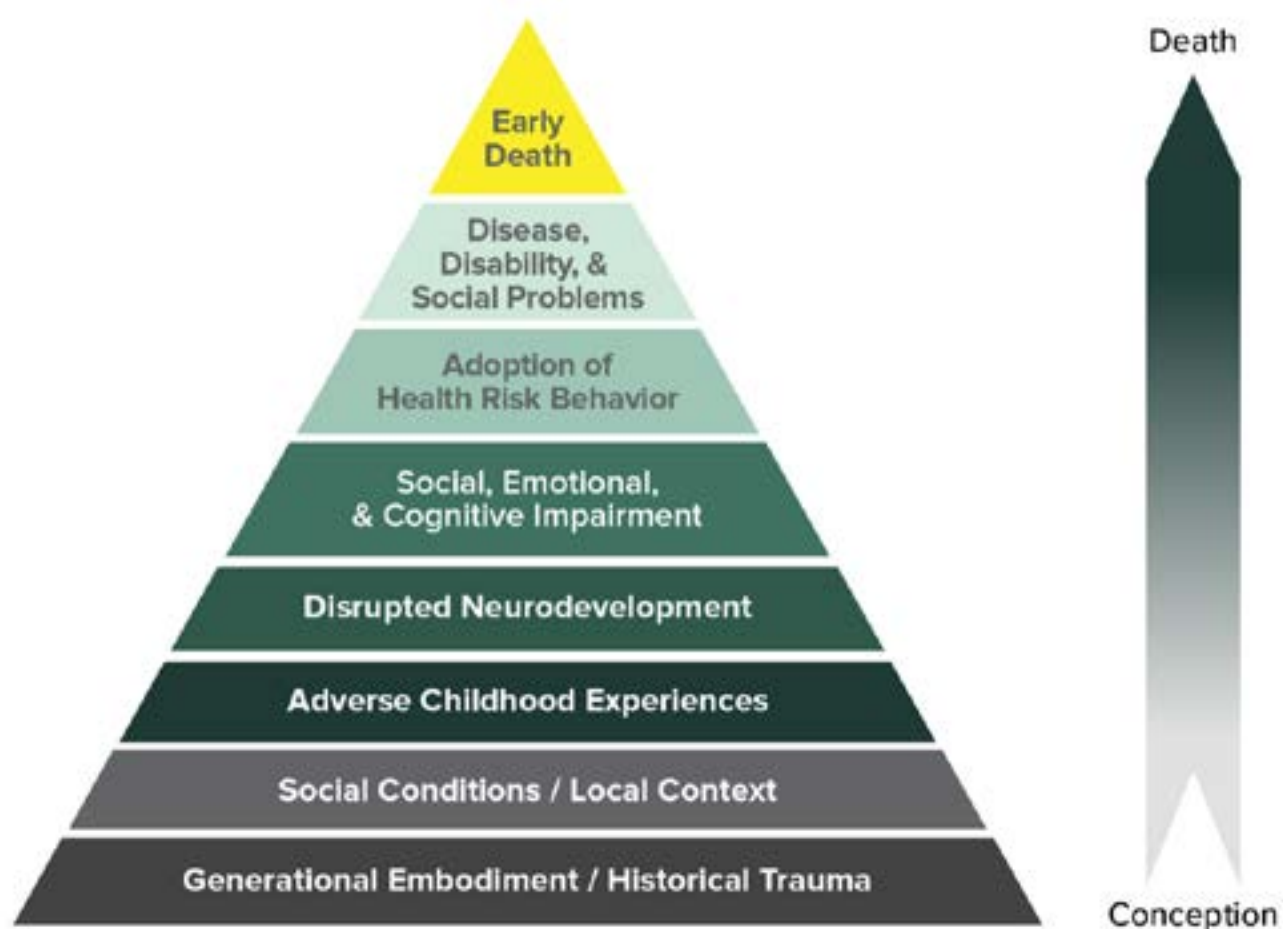 Death
Early
Death
Disease,
Disability, &
Social Problems
Adoption of
Health Risk Behavior
Social, Emotional,
& Cognitive Impairment
Disrupted Neurodevelopment
Adverse Childhood Experiences
Social Conditions / Local Context
Generational Embodiment / Historical Trauma
Conception